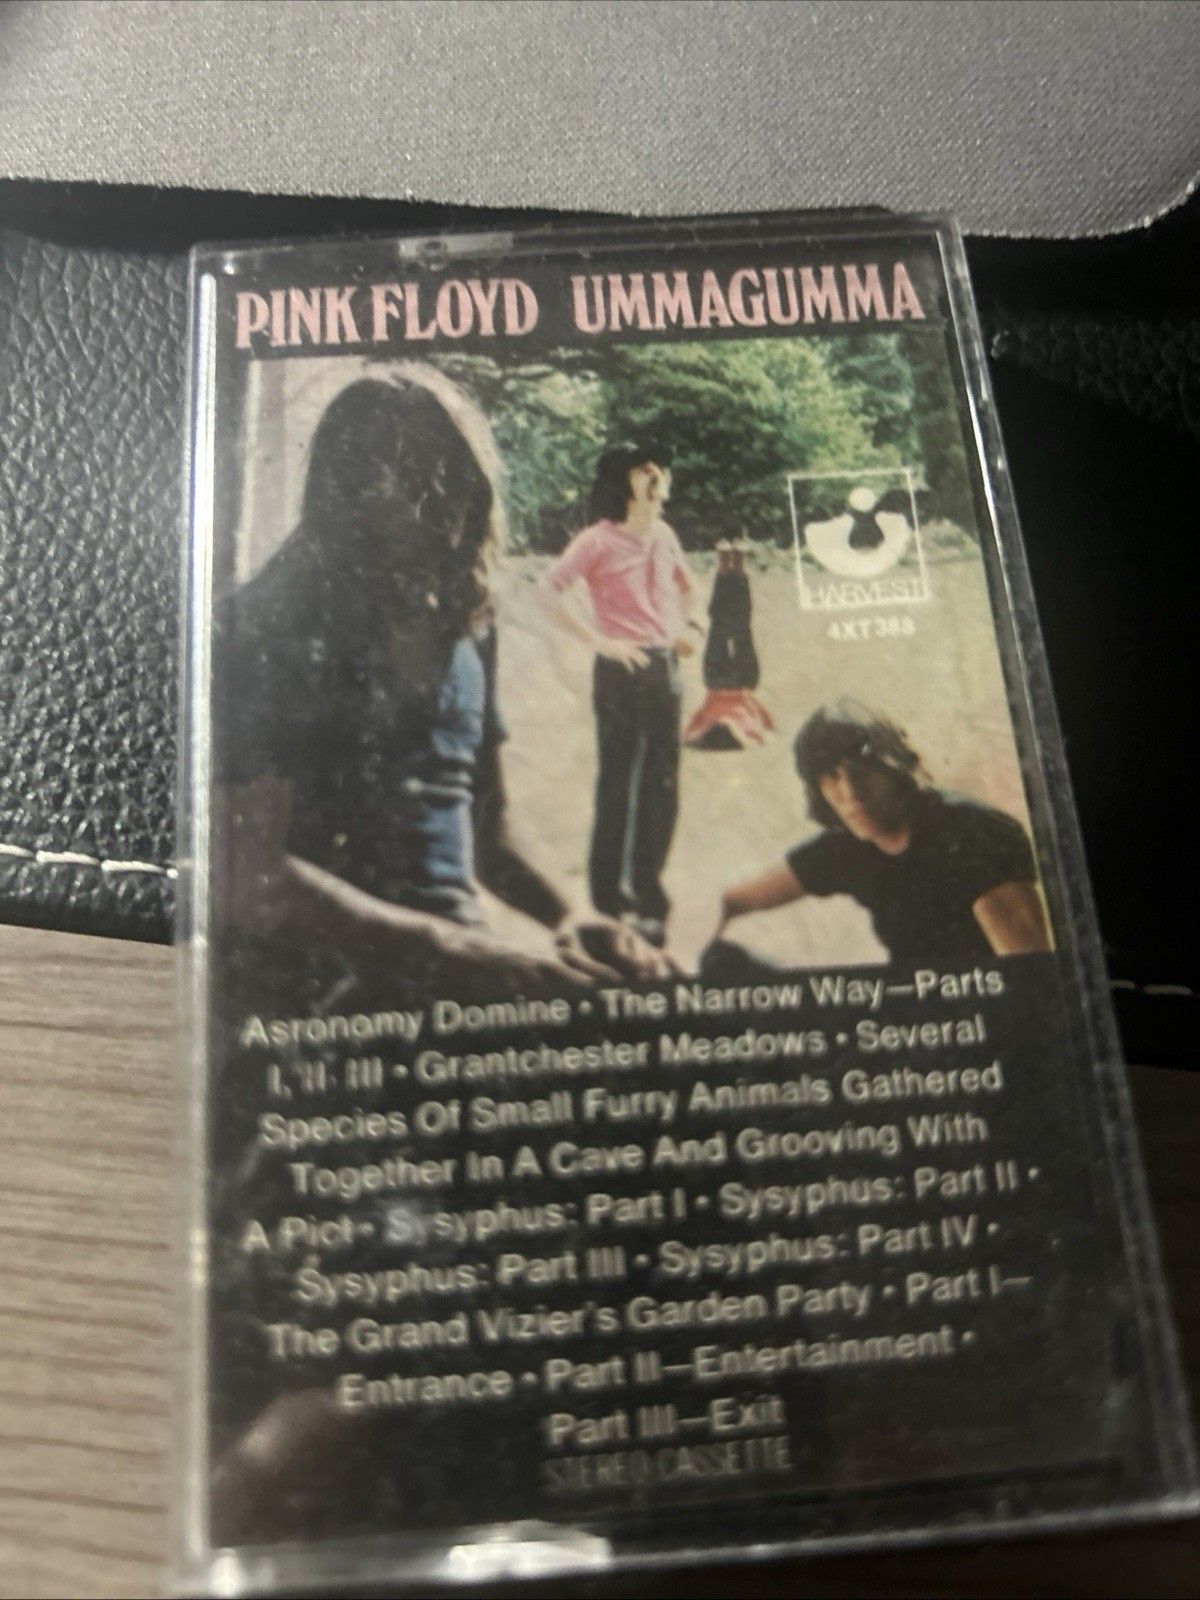 PINK FLOYD UMMAGUMMA
HARVEST
4XT388
Asronomy Domine • The Narrow Way—Parts
I, II, III • Grantchester Meadows • Several
Species Of Small Furry Animals Gathered
Together In A Cave And Grooving With
A Pict • Sysyphus: Part I • Sysyphus: Part II •
Sysyphus: Part III • Sysyphus: Part IV •
The Grand Vizier's Garden Party • Part I—
Entrance • Part II—Entertainment •
Part III—Exit
STEREO CASSETTE